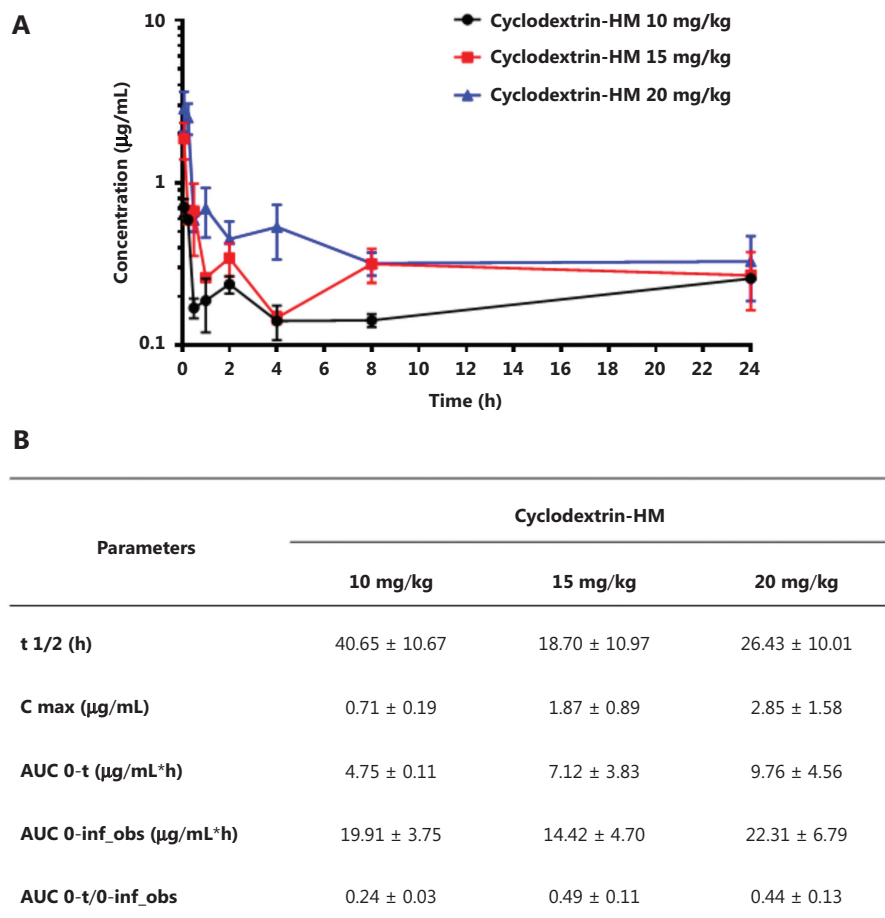 A
10
1
0.1
Concentration (µg/mL)
Cyclodextrin-HM 10 mg/kg
Cyclodextrin-HM 15 mg/kg
Cyclodextrin-HM 20 mg/kg
0 2 4 6 8 10 12 14 16 18 20 22 24
Time (h)
B
Parameters
Cyclodextrin-HM
10 mg/kg 15 mg/kg 20 mg/kg
t 1/2 (h) 40.65 ± 10.67 18.70 ± 10.97 26.43 ± 10.01
C max (µg/mL) 0.71 ± 0.19 1.87 ± 0.89 2.85 ± 1.58
AUC 0-t (µg/mL*h) 4.75 ± 0.11 7.12 ± 3.83 9.76 ± 4.56
AUC 0-inf_obs (µg/mL*h) 19.91 ± 3.75 14.42 ± 4.70 22.31 ± 6.79
AUC 0-t/0-inf_obs 0.24 ± 0.03 0.49 ± 0.11 0.44 ± 0.13